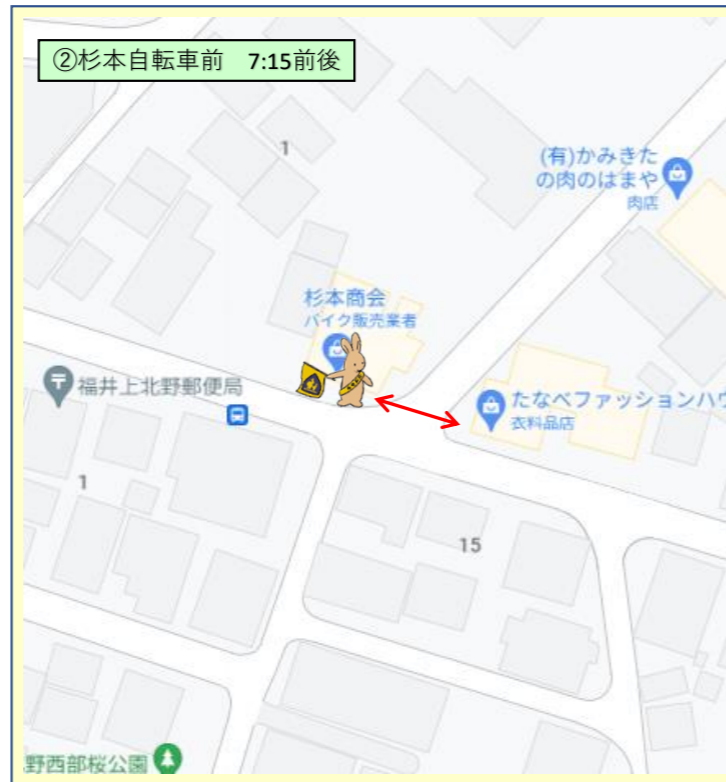 ②杉本自転車前 7:15前後
1
(有)かみきた
の肉のはまや
肉店
杉本商会
バイク販売業者
福井上北野郵便局
たなべファッションハウ
衣料品店
1
15
野西部桜公園